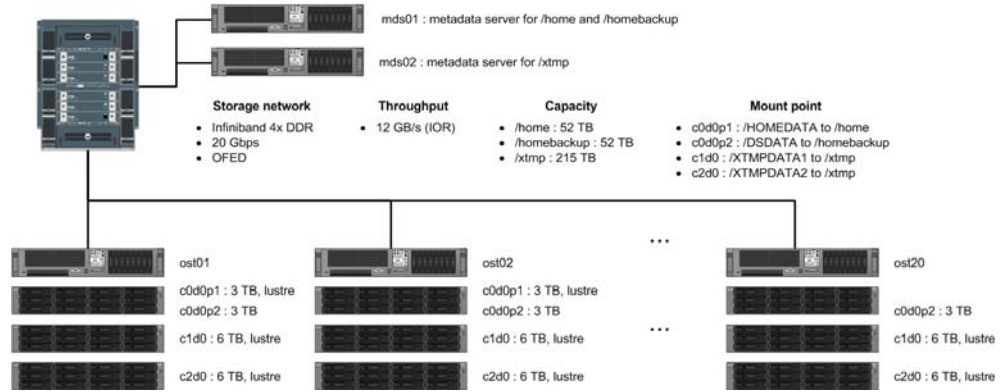 mds01 : metadata server for /home and /homebackup
mds02 : metadata server for /xtmp
Storage network
• Infiniband 4x DDR
• 20 Gbps
• OFED
Throughput
• 12 GB/s (IOR)
Capacity
• /home : 52 TB
• /homebackup : 52 TB
• /xtmp : 215 TB
Mount point
• c0d0p1 : /HOMEDATA to /home
• c0d0p2 : /DSDATA to /homebackup
• c1d0 : /XTMPDATA1 to /xtmp
• c2d0 : /XTMPDATA2 to /xtmp
...
ost01
c0d0p1 : 3 TB, lustre
c0d0p2 : 3 TB
c1d0 : 6 TB, lustre
c2d0 : 6 TB, lustre
ost02
c0d0p1 : 3 TB, lustre
c0d0p2 : 3 TB
c1d0 : 6 TB, lustre
c2d0 : 6 TB, lustre
...
ost20
c0d0p2 : 3 TB
c1d0 : 6 TB, lustre
c2d0 : 6 TB, lustre